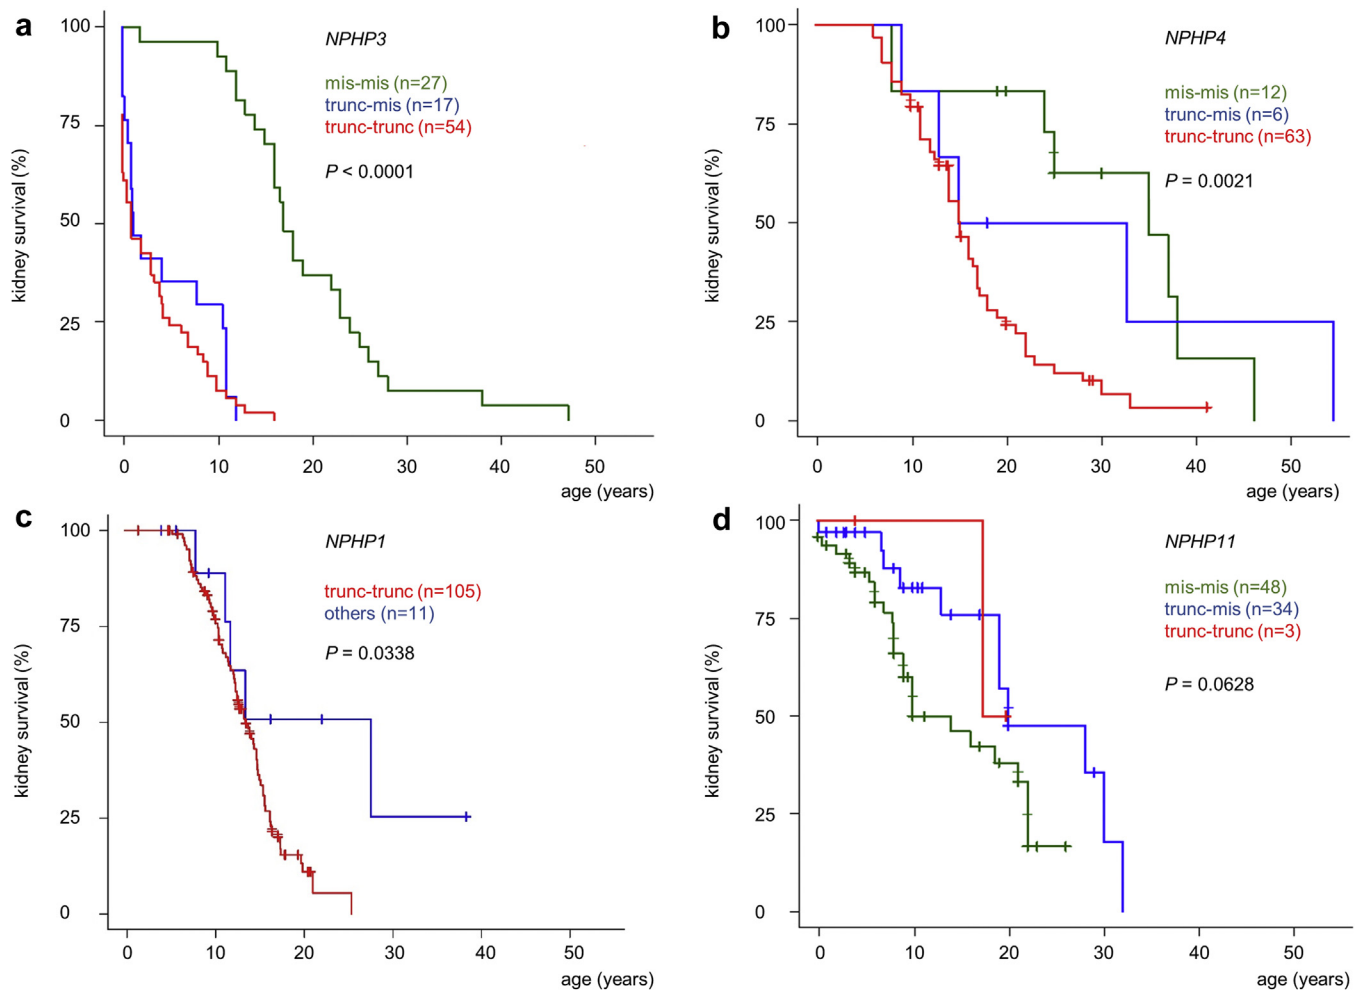 a
NPHP3
mis-mis (n=27)
trunc-mis (n=17)
trunc-trunc (n=54)
P < 0.0001
kidney survival (%)
100
75
50
25
0
0 10 20 30 40 50
age (years)
b
NPHP4
mis-mis (n=12)
trunc-mis (n=6)
trunc-trunc (n=63)
P = 0.0021
kidney survival (%)
100
75
50
25
0
0 10 20 30 40 50
age (years)
c
NPHP1
trunc-trunc (n=105)
others (n=11)
P = 0.0338
kidney survival (%)
100
75
50
25
0
0 10 20 30 40 50
age (years)
d
NPHP11
mis-mis (n=48)
trunc-mis (n=34)
trunc-trunc (n=3)
P = 0.0628
kidney survival (%)
100
75
50
25
0
0 10 20 30 40 50
age (years)